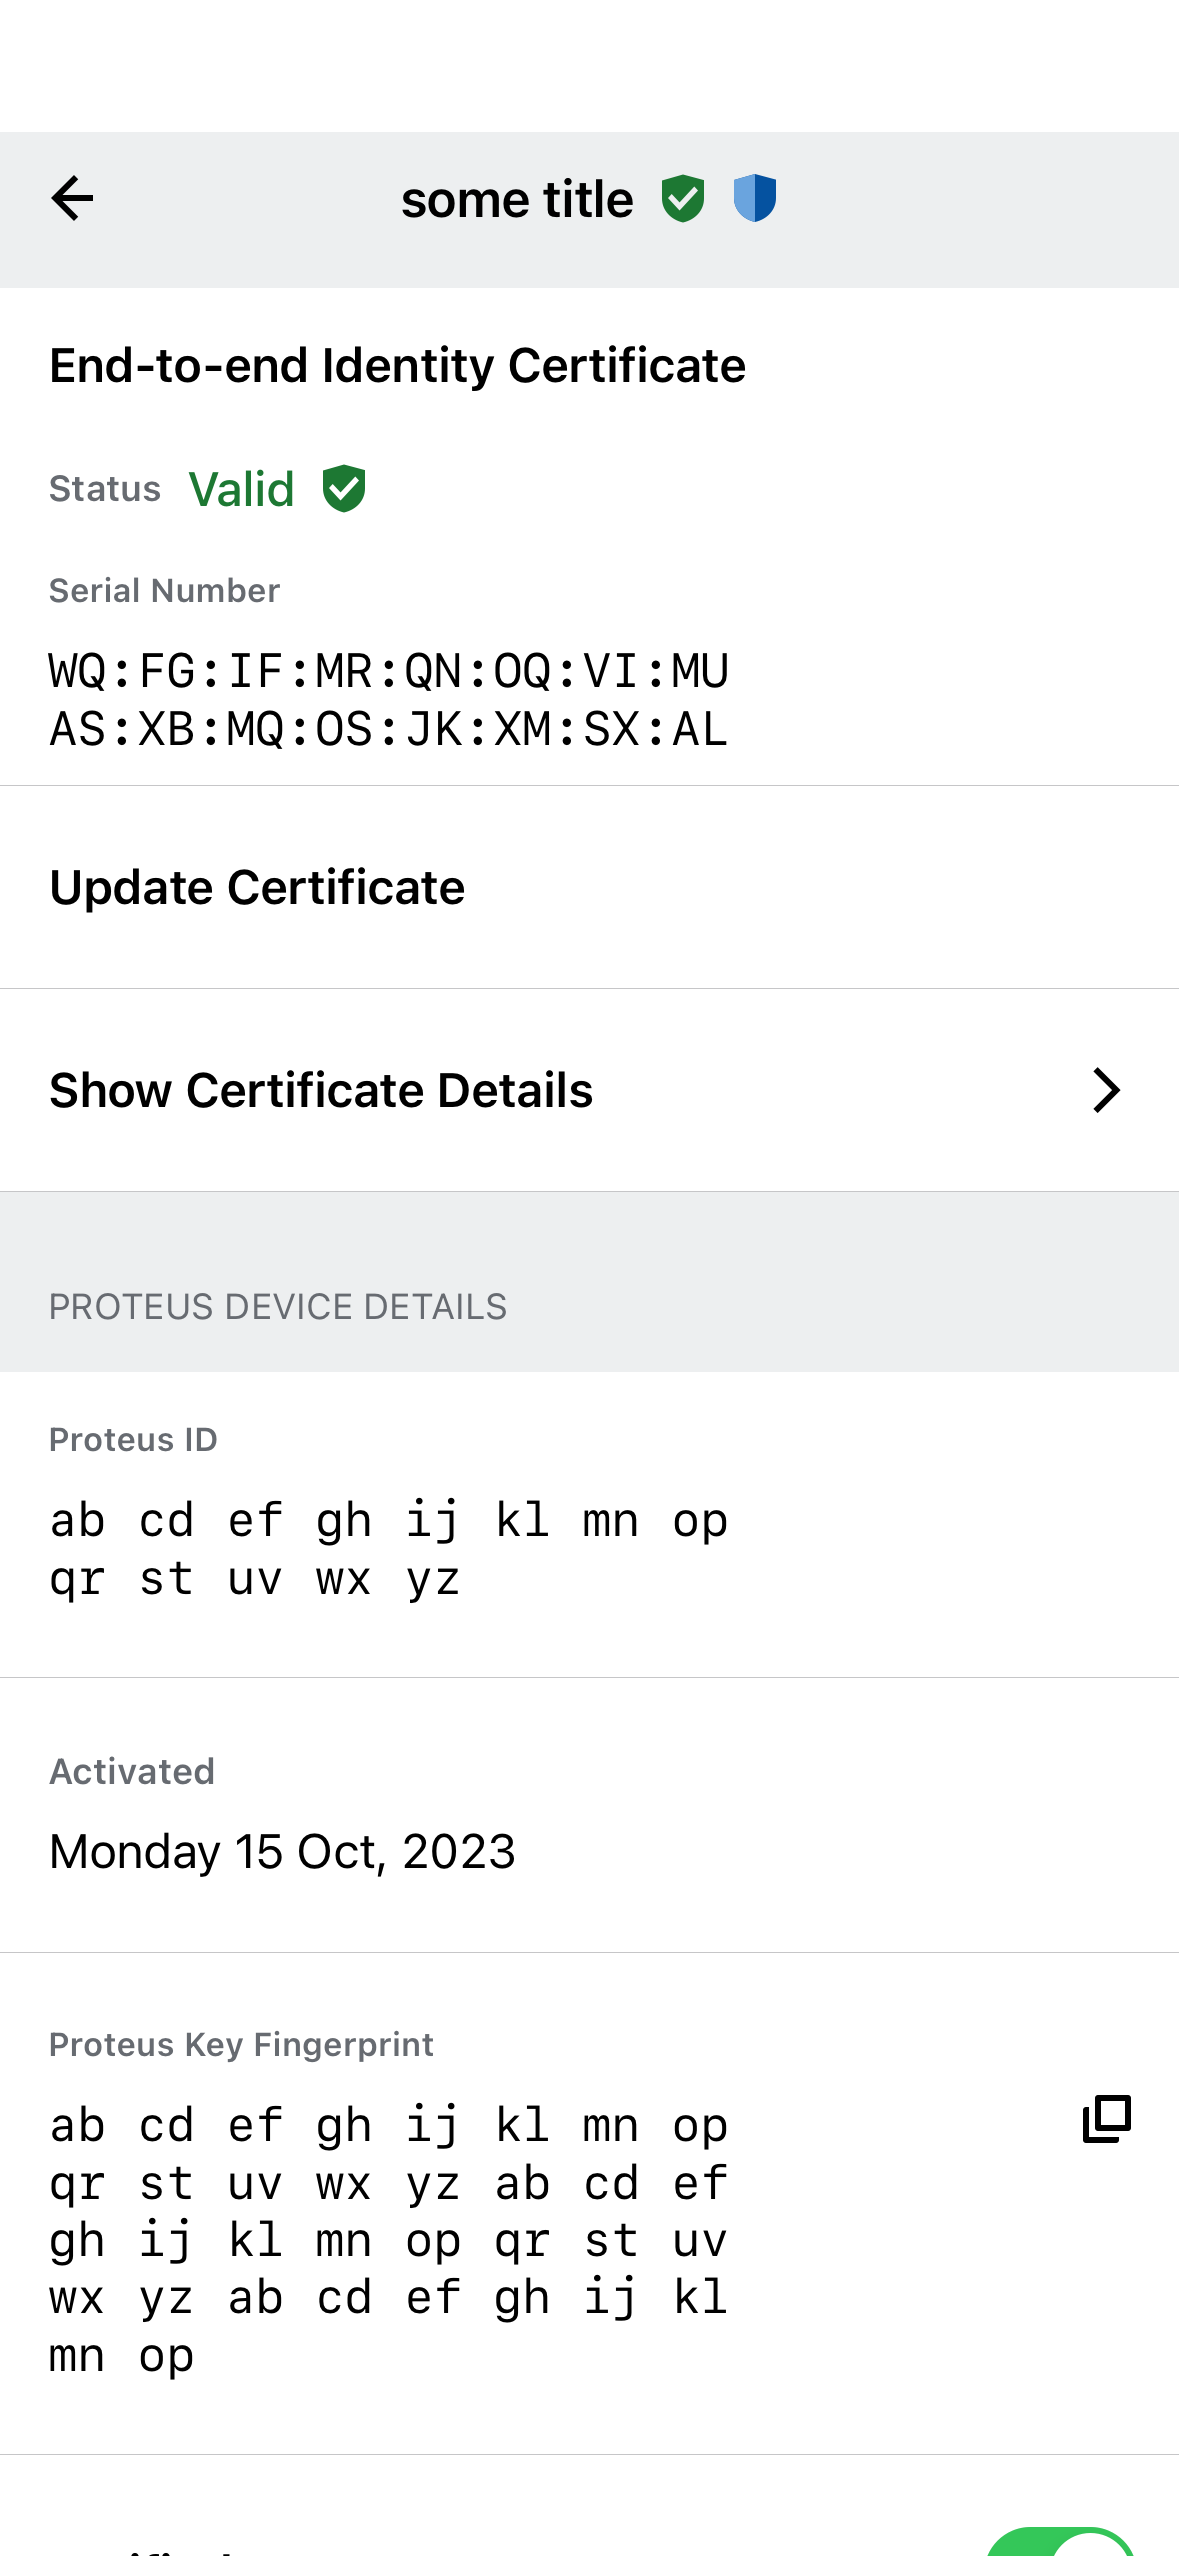 some title
End-to-end Identity Certificate
Status Valid
Serial Number
WQ:FG:IF:MR:QN:OQ:VI:MU
AS:XB:MQ:OS:JK:XM:SX:AL
Update Certificate
Show Certificate Details
PROTEUS DEVICE DETAILS
Proteus ID
ab cd ef gh ij kl mn op
qr st uv wx yz
Activated
Monday 15 Oct, 2023
Proteus Key Fingerprint
ab cd ef gh ij kl mn op
qr st uv wx yz ab cd ef
gh ij kl mn op qr st uv
wx yz ab cd ef gh ij kl
mn op